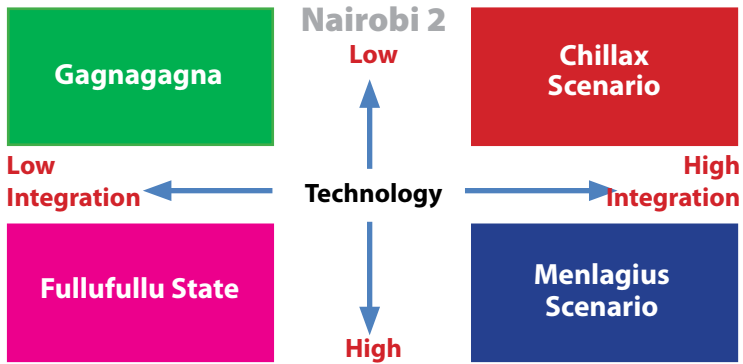 Nairobi 2
Low
Gagnagagna
Chillax
Scenario
Low
Integration
Technology
High
Integration
Fullufullu State
Menlagius
Scenario
High